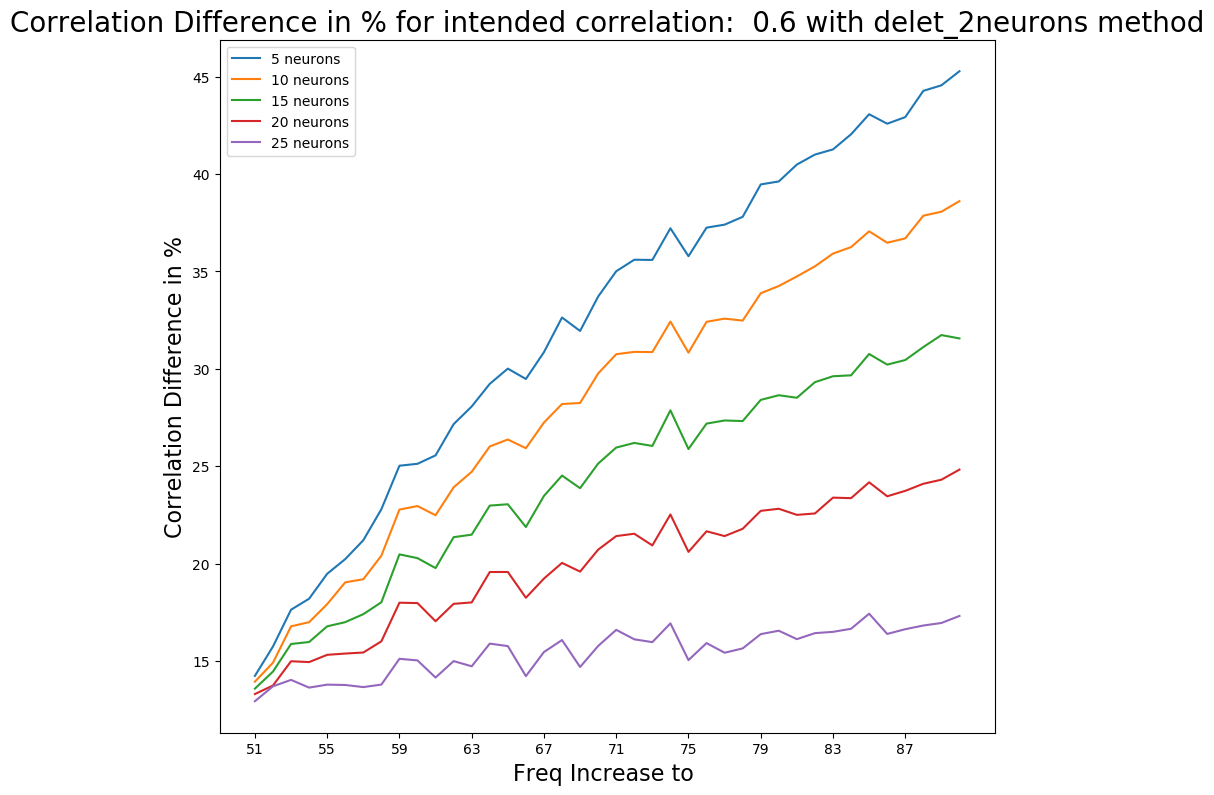 Correlation Difference in % for intended correlation:  0.6 with delet_2neurons method
5 neurons
10 neurons
15 neurons
20 neurons
25 neurons
Correlation Difference in %
45
40
35
30
25
20
15
51 55 59 63 67 71 75 79 83 87
Freq Increase to